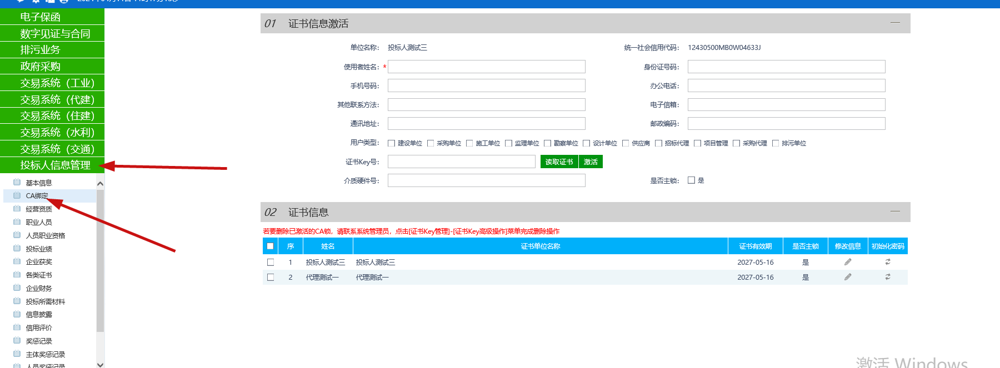 电子保函
数字见证与合同
排污业务
政府采购
交易系统（工业）
交易系统（代建）
交易系统（住建）
交易系统（水利）
交易系统（交通）
投标人信息管理
基本信息
CA绑定
经营资质
职业人员
人员职业资格
投标业绩
企业获奖
各类证书
企业财务
投标所需材料
信息披露
信用评价
奖惩记录
主体奖惩记录
人员奖惩记录
01 证书信息激活 —
单位名称： 投标人测试三 统一社会信用代码： 12430500MB0W04633J
使用者姓名： * 身份证号码：
手机号码： 办公电话：
其他联系方法： 电子信箱：
通讯地址： 邮政编码：
用户类型： 建设单位 采购单位 施工单位 监理单位 勘察单位 设计单位 供应商 招标代理 项目管理 采购代理 排污单位
证书Key号： 读取证书 激活
介质硬件号： 是否主锁： 是
02 证书信息 —
若要删除已激活的CA锁，请联系系统管理员，点击[证书Key管理]-[证书Key高级操作]菜单完成删除操作
序 姓名 证书单位名称 证书有效期 是否主锁 修改信息 初始化密码
1 投标人测试三 投标人测试三 2027-05-16 是
2 代理测试一 代理测试一 2027-05-16 是
激活 Windows